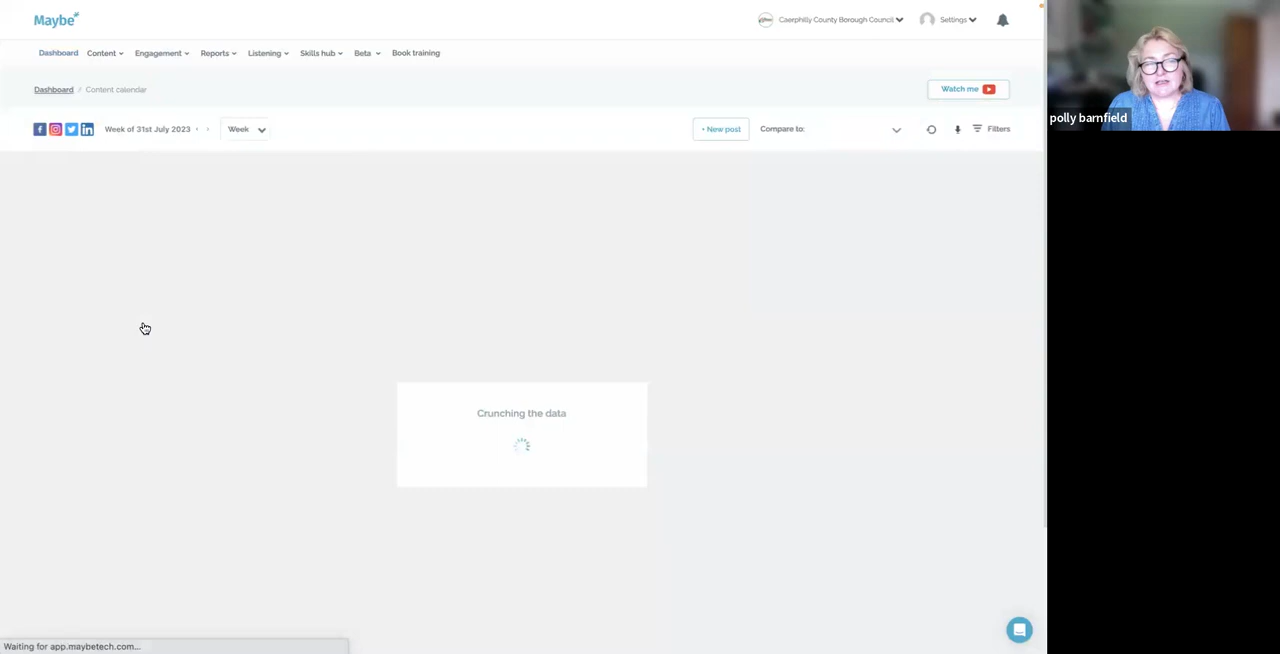 Maybe*
Caerphilly County Borough Council
Settings
Dashboard Content Engagement Reports Listening Skills hub Beta Book training
Dashboard / Content calendar
Watch me
Week of 31st July 2023 Week + New post Compare to: Filters
polly barnfield
Crunching the data
Waiting for app.maybetech.com...